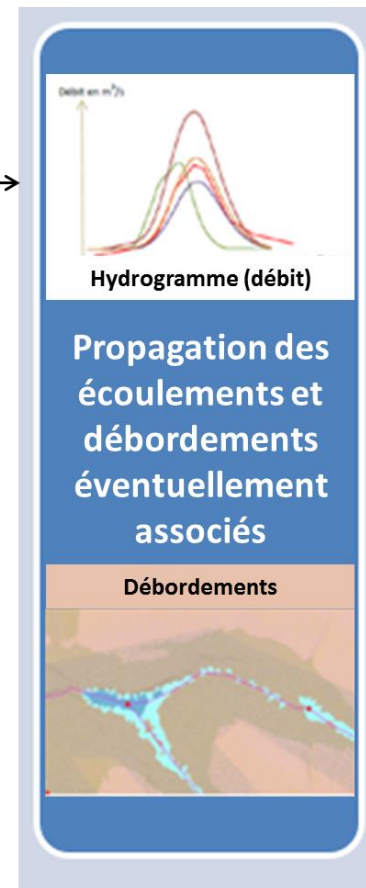 Débit en m³/s
Hydrogramme (débit)
Propagation des
écoulements et
débordements
éventuellement
associés
Débordements